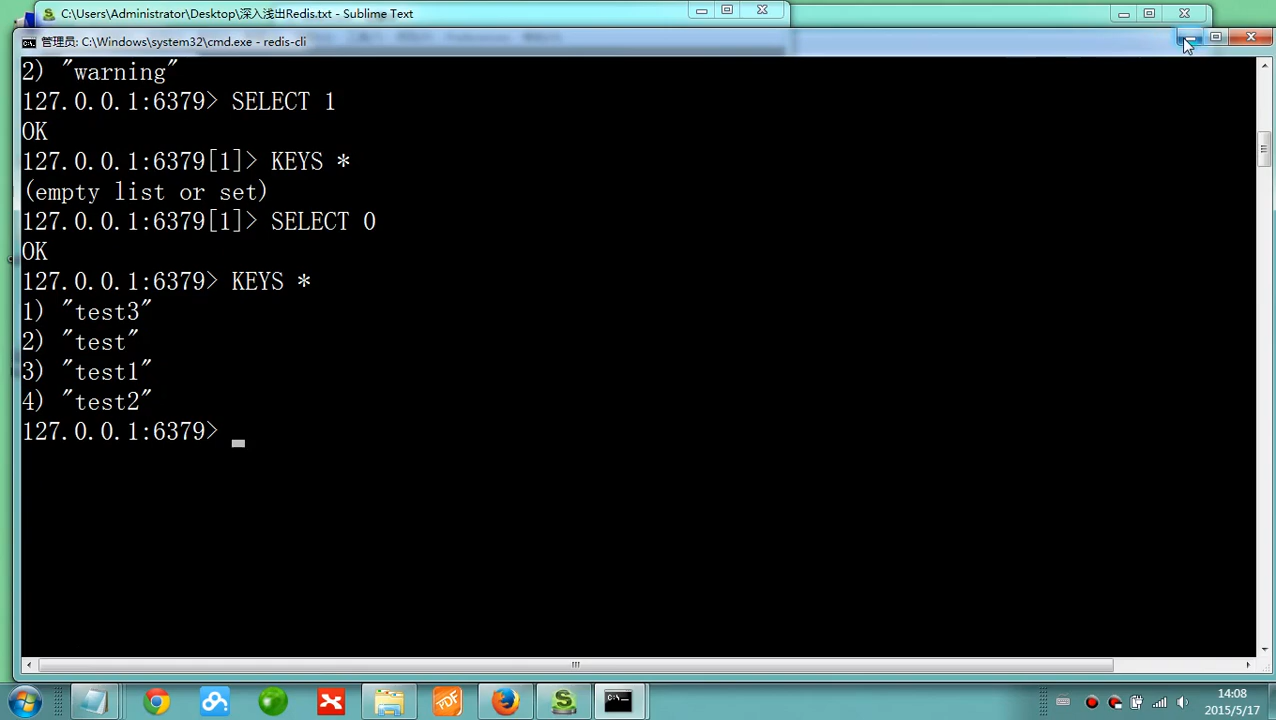 C:\Users\Administrator\Desktop\深入浅出Redis.txt - Sublime Text
管理员: C:\Windows\system32\cmd.exe - redis-cli
2) "warning"
127.0.0.1:6379> SELECT 1
OK
127.0.0.1:6379[1]> KEYS *
(empty list or set)
127.0.0.1:6379[1]> SELECT 0
OK
127.0.0.1:6379> KEYS *
1) "test3"
2) "test"
3) "test1"
4) "test2"
127.0.0.1:6379>
14:08
2015/5/17